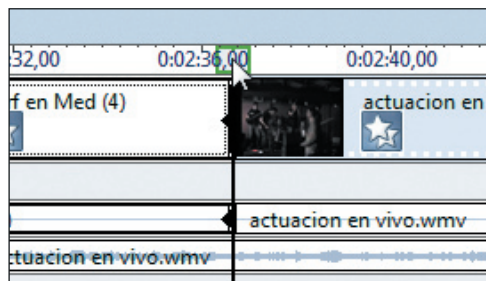 :32,00 0:02:36,00 0:02:40,00
f en Med (4) actuacion en
actuacion en vivo.wmv
tuacion en vivo.wmv